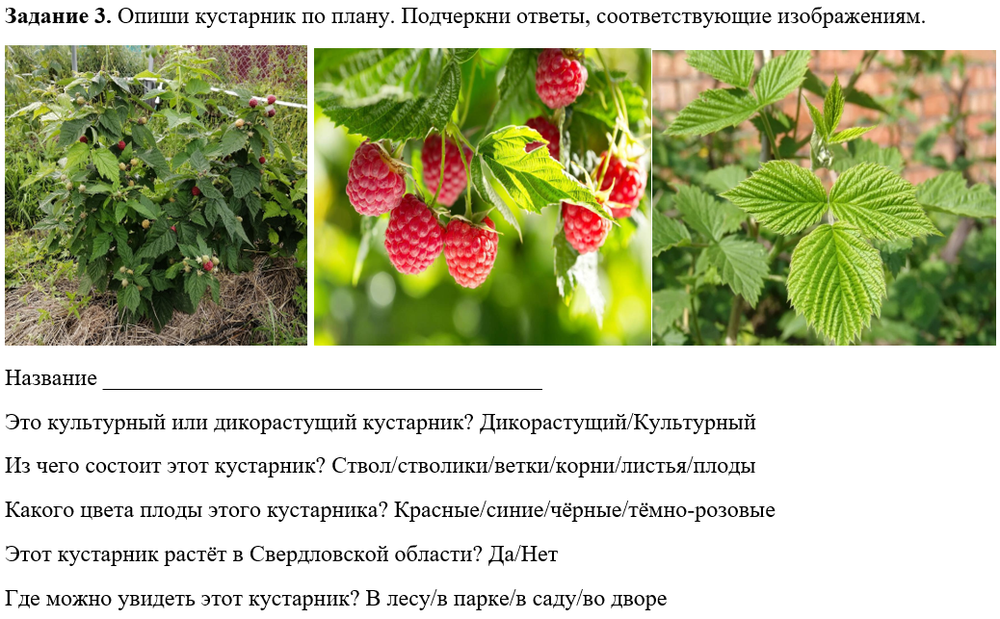 Задание 3. Опиши кустарник по плану. Подчеркни ответы, соответствующие изображениям.
Название ______________________________________
Это культурный или дикорастущий кустарник? Дикорастущий/Культурный
Из чего состоит этот кустарник? Ствол/стволики/ветки/корни/листья/плоды
Какого цвета плоды этого кустарника? Красные/синие/чёрные/тёмно-розовые
Этот кустарник растёт в Свердловской области? Да/Нет
Где можно увидеть этот кустарник? В лесу/в парке/в саду/во дворе